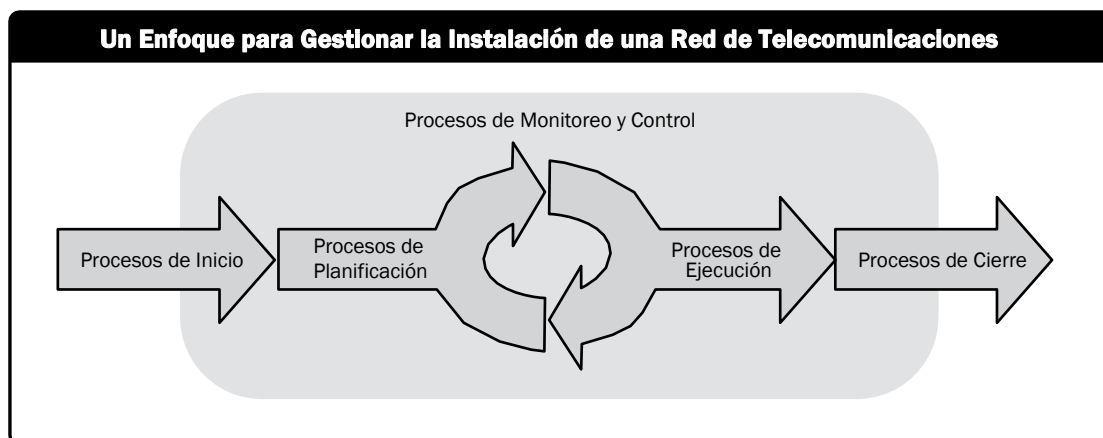 Un Enfoque para Gestionar la Instalación de una Red de Telecomunicaciones
Procesos de Monitoreo y Control
Procesos de Inicio
Procesos de
Planificación
Procesos de
Ejecución
Procesos de Cierre